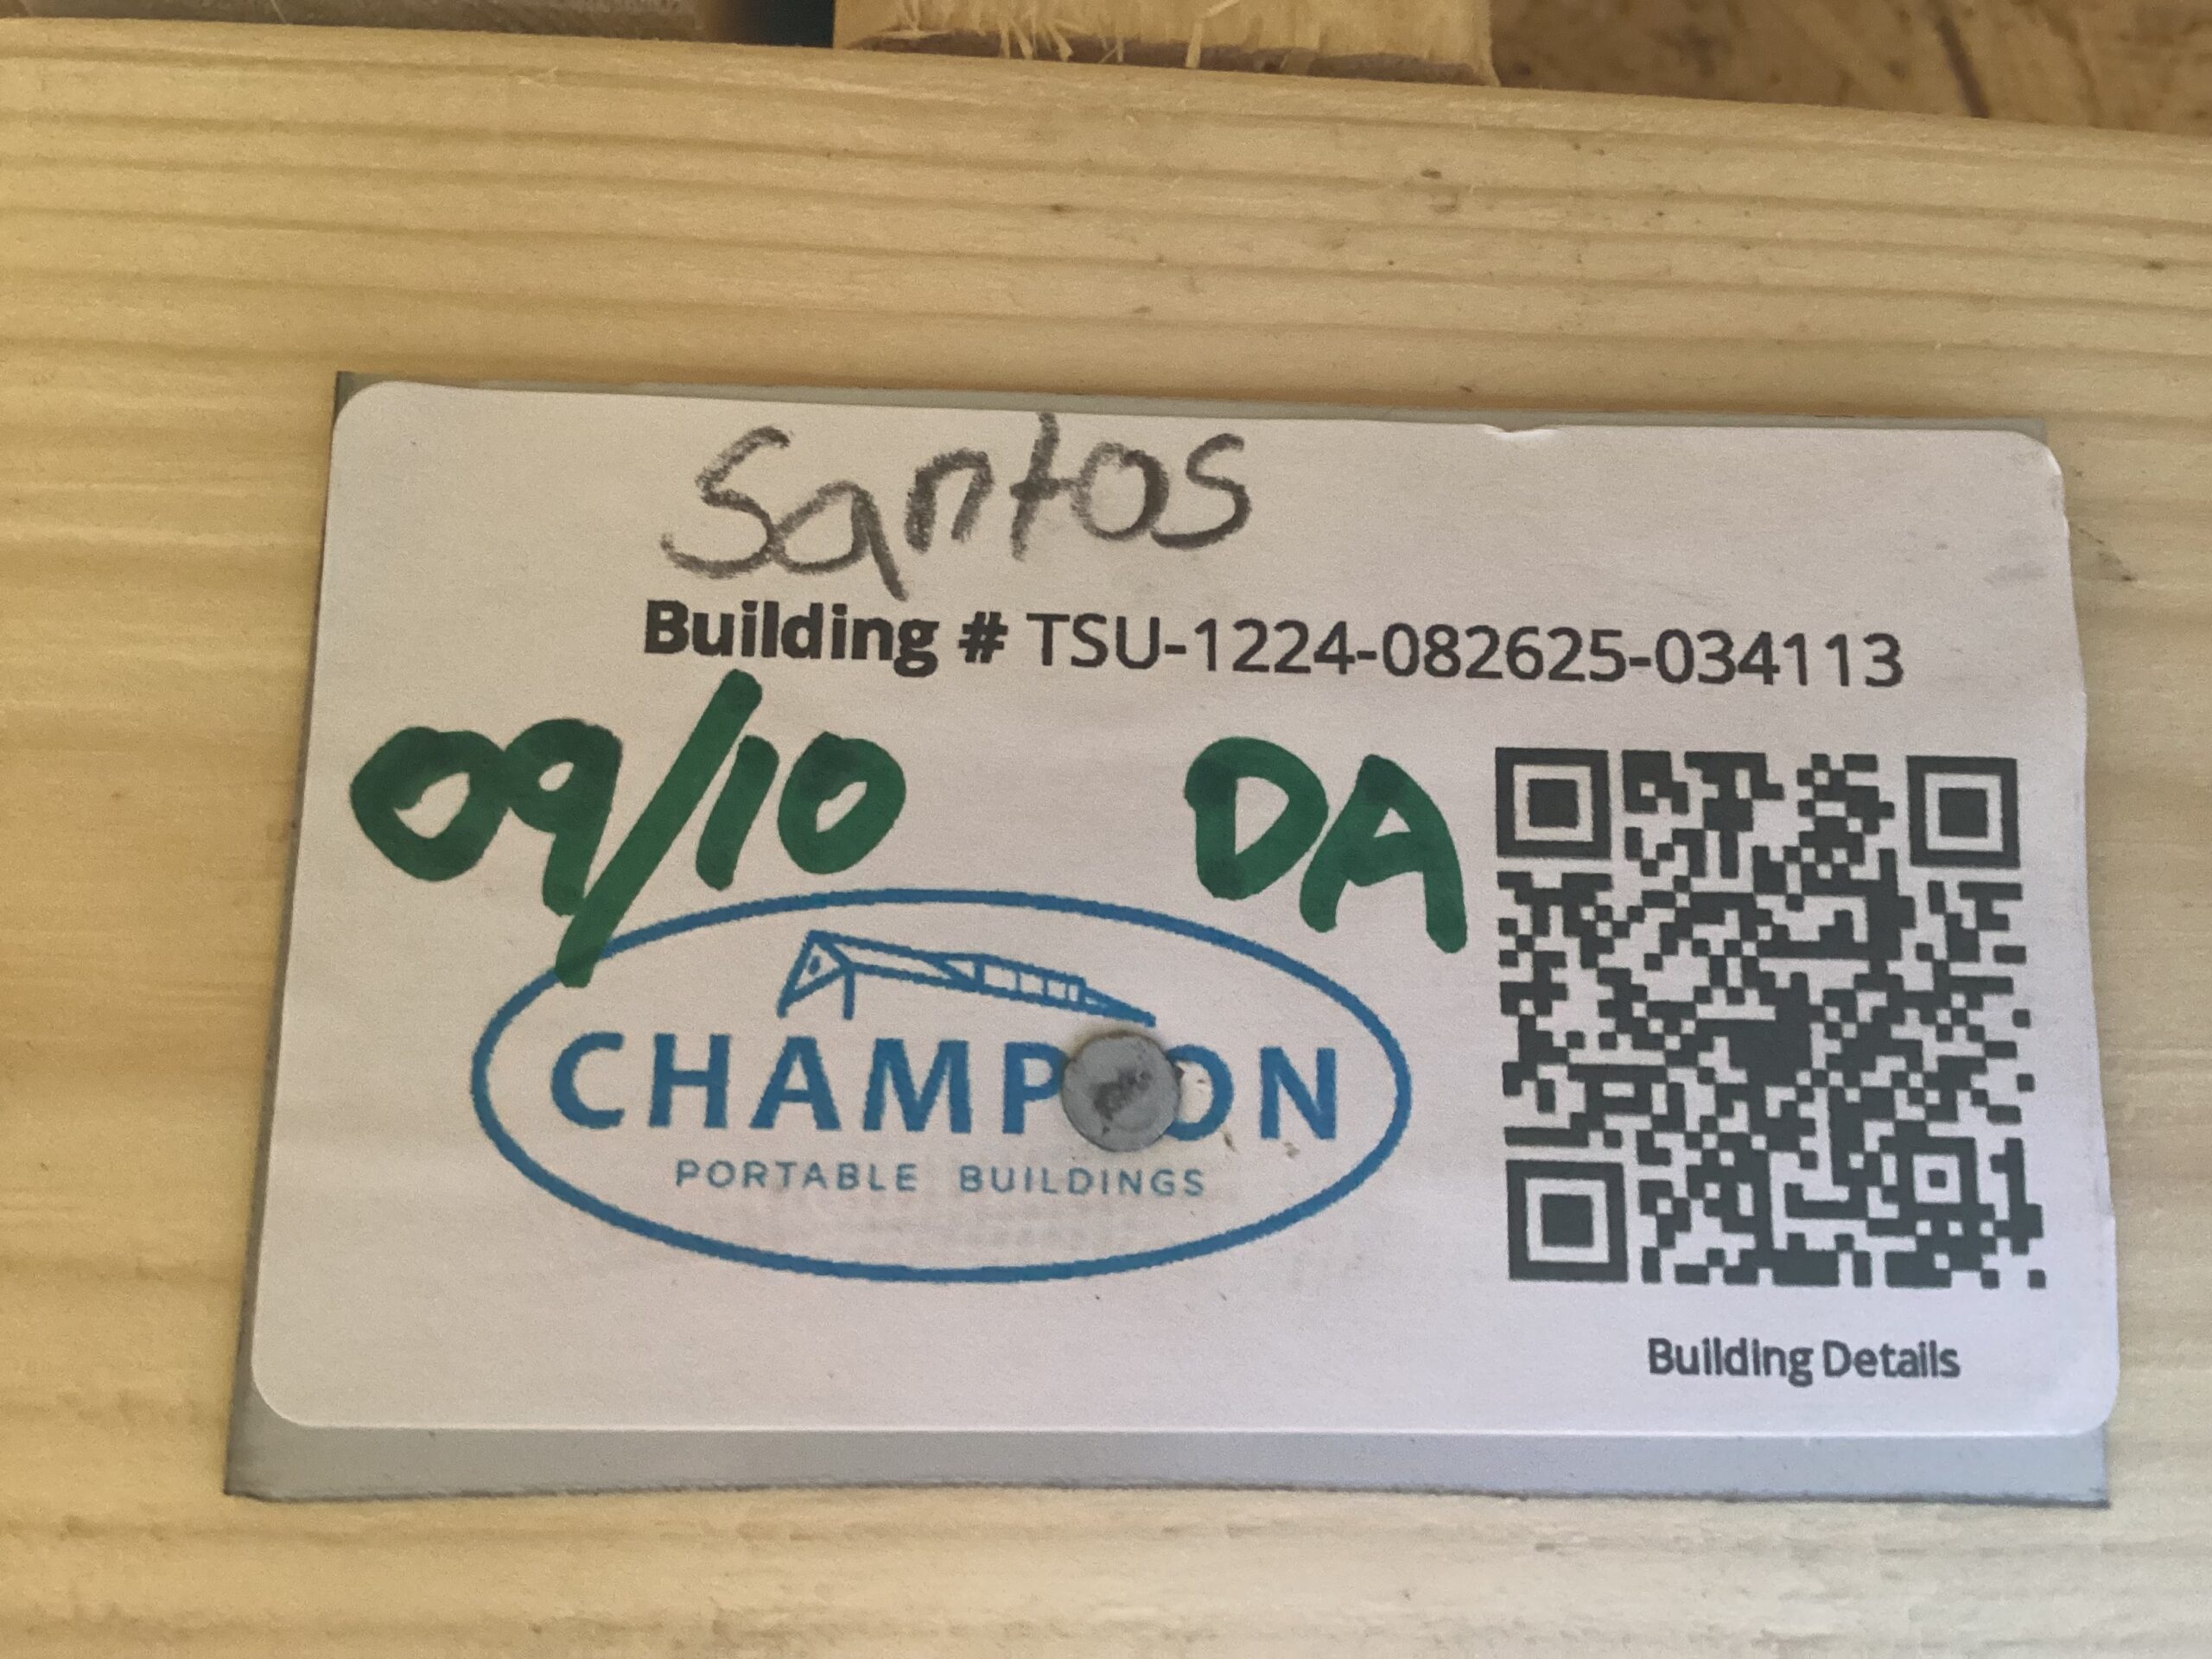 Santos
Building # TSU-1224-082625-034113
09/10 DA
CHAMPION
PORTABLE BUILDINGS
Building Details